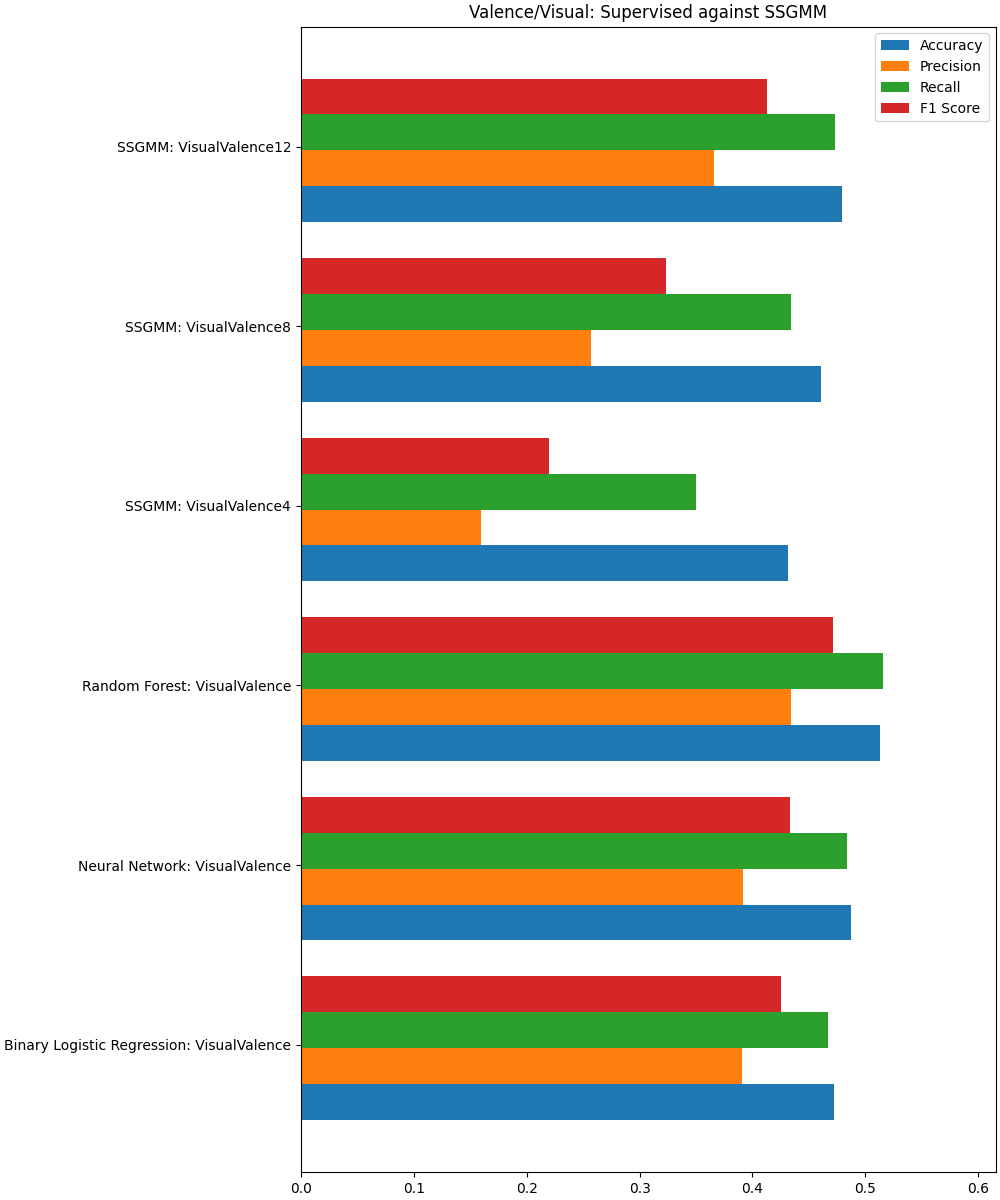 Valence/Visual: Supervised against SSGMM
Accuracy
Precision
Recall
F1 Score
SSGMM: VisualValence12
SSGMM: VisualValence8
SSGMM: VisualValence4
Random Forest: VisualValence
Neural Network: VisualValence
Binary Logistic Regression: VisualValence
0.0 0.1 0.2 0.3 0.4 0.5 0.6